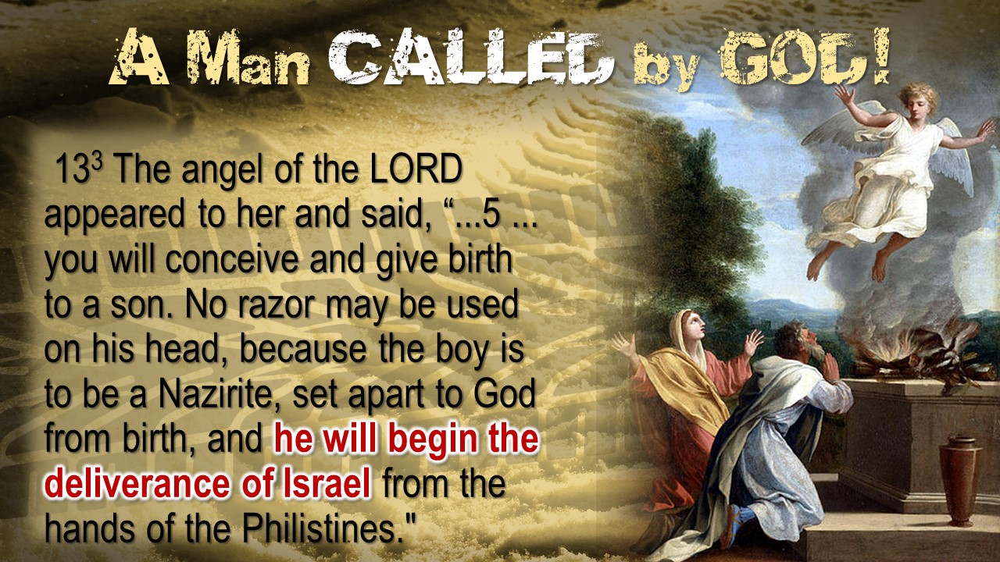 A Man CALLED by GOD!
13³ The angel of the LORD
appeared to her and said, “...5 ...
you will conceive and give birth
to a son. No razor may be used
on his head, because the boy is
to be a Nazirite, set apart to God
from birth, and he will begin the
deliverance of Israel from the
hands of the Philistines."